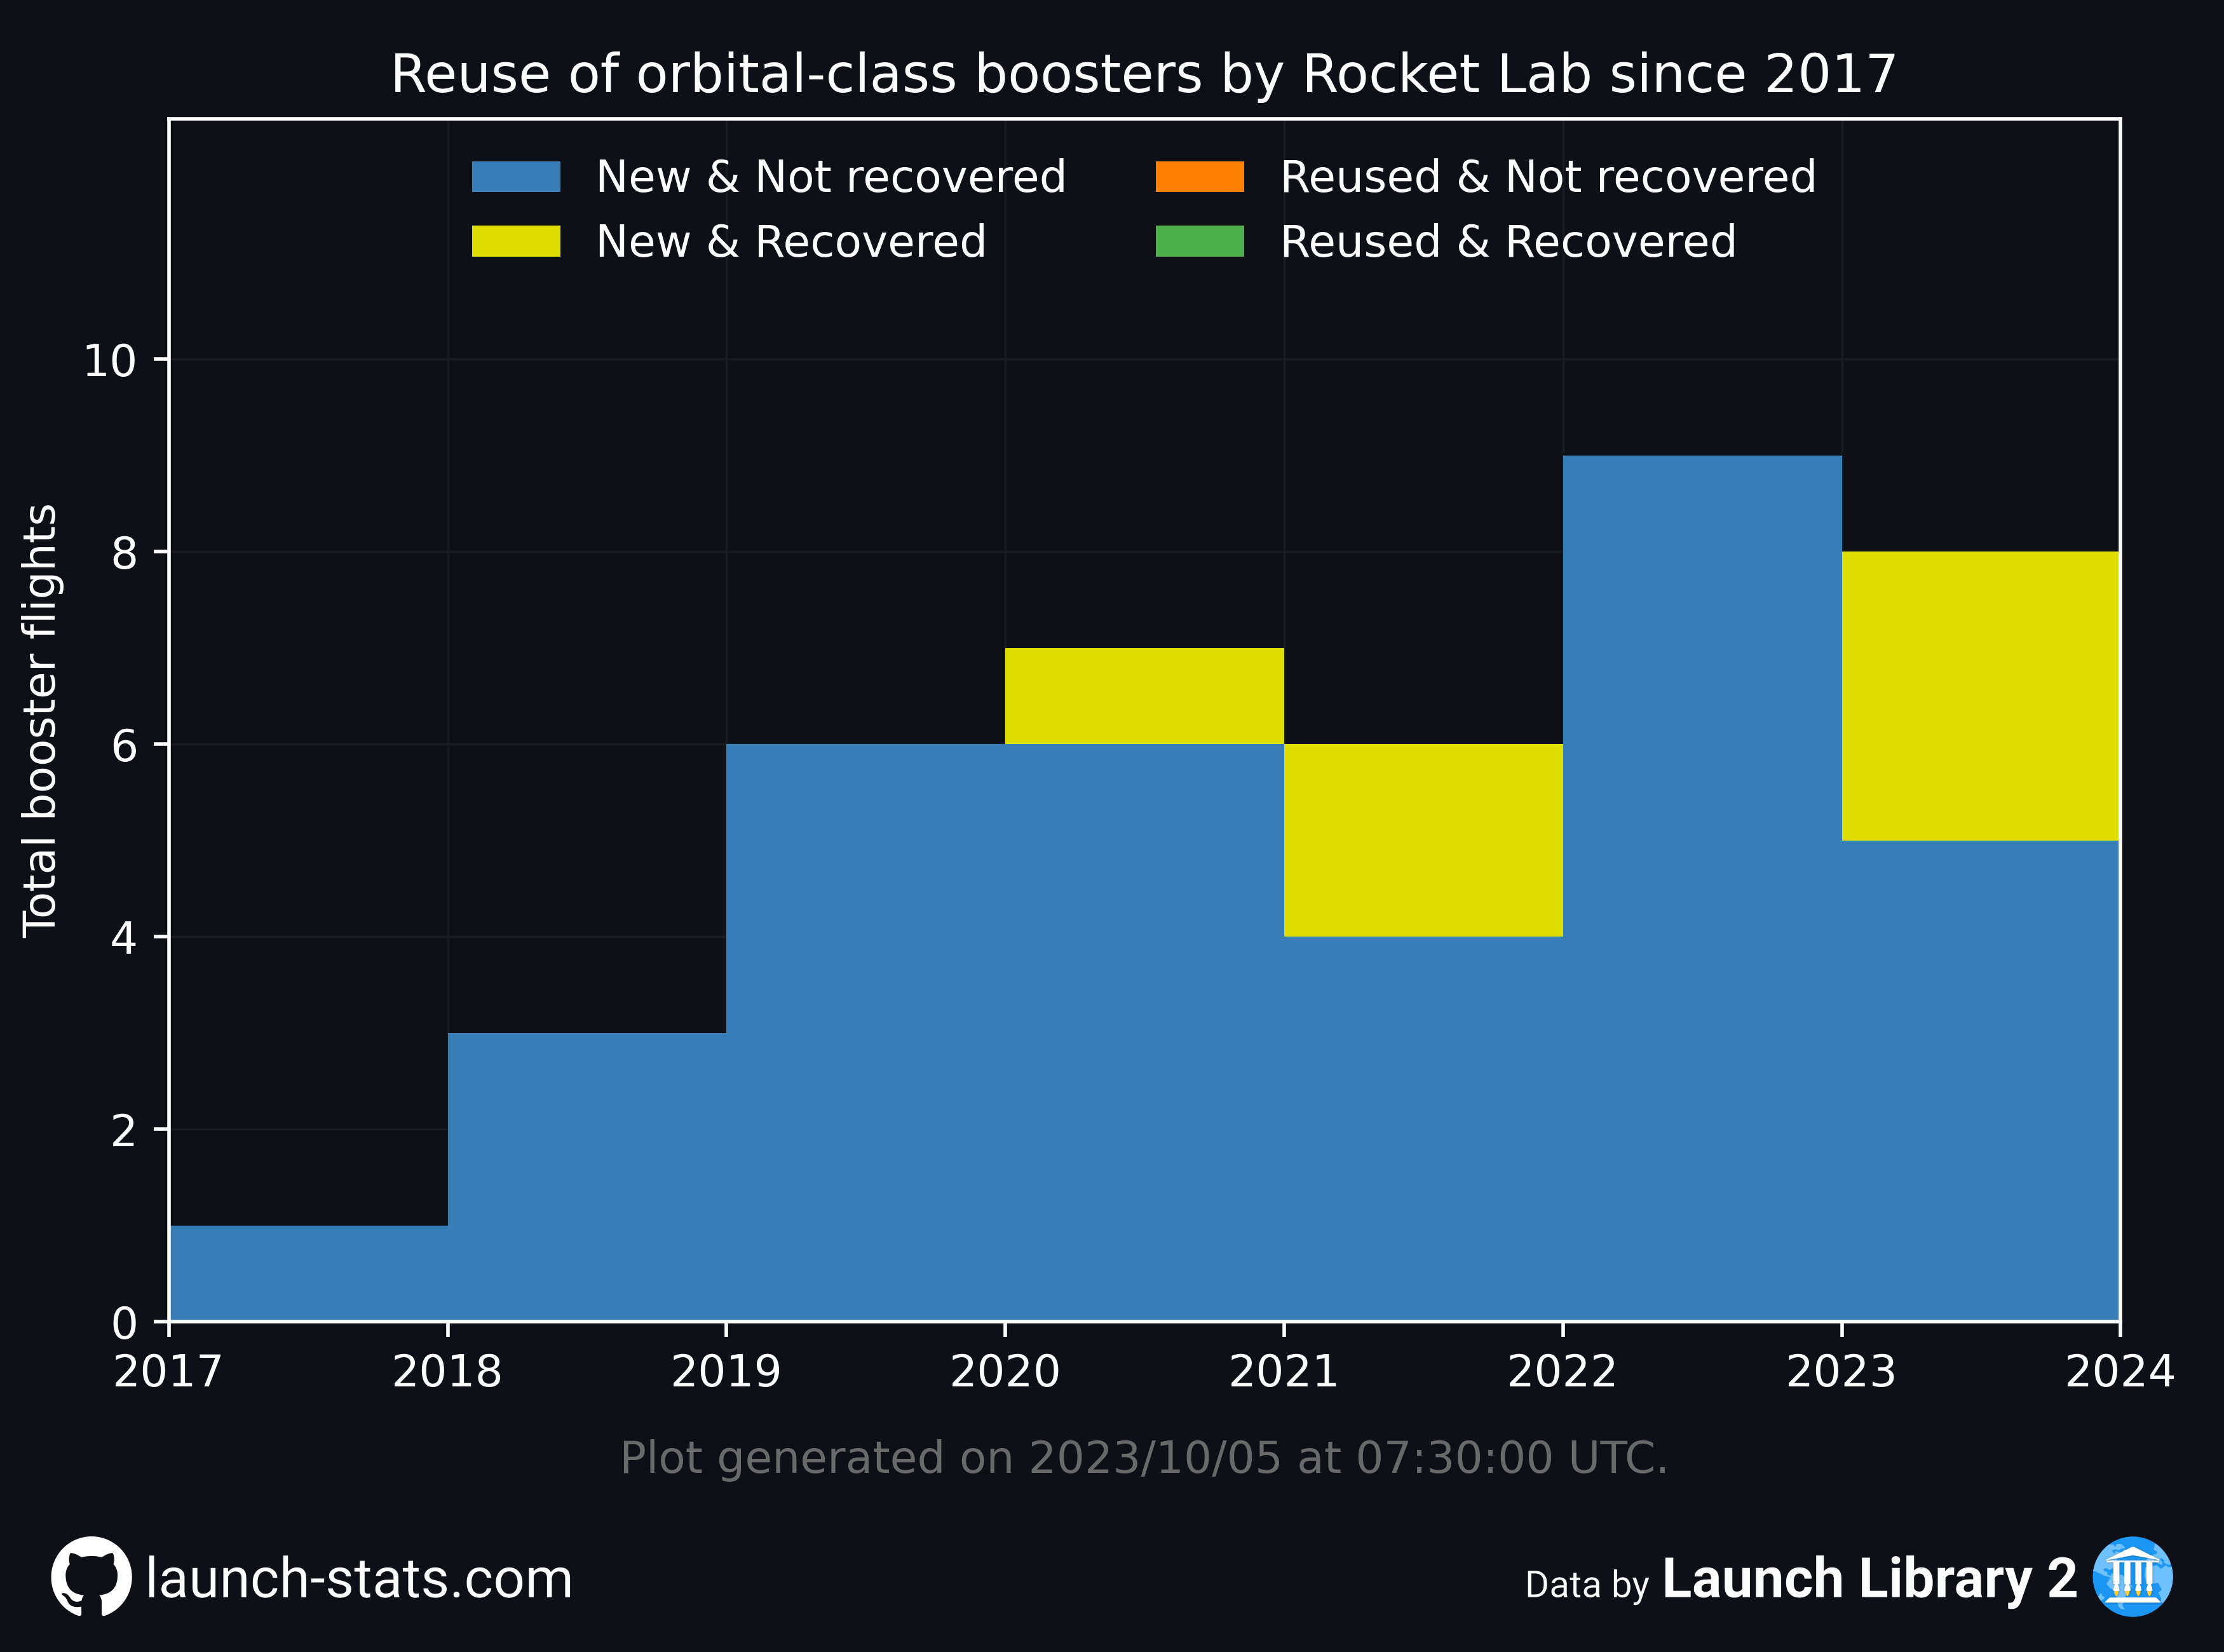 Reuse of orbital-class boosters by Rocket Lab since 2017
New & Not recovered
New & Recovered
Reused & Not recovered
Reused & Recovered
Total booster flights
10
8
6
4
2
0
2017 2018 2019 2020 2021 2022 2023 2024
Plot generated on 2023/10/05 at 07:30:00 UTC.
launch-stats.com
Data by Launch Library 2